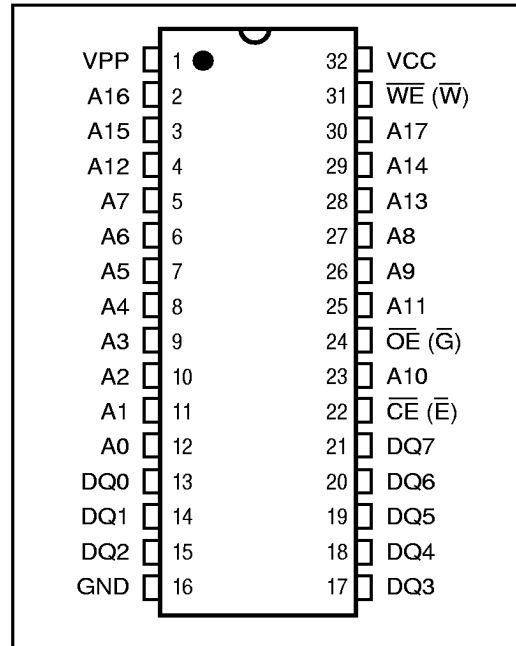 VPP 1 32 VCC
A16 2 31 W̅E̅ (W̅)
A15 3 30 A17
A12 4 29 A14
A7 5 28 A13
A6 6 27 A8
A5 7 26 A9
A4 8 25 A11
A3 9 24 O̅E̅ (G̅)
A2 10 23 A10
A1 11 22 C̅E̅ (E̅)
A0 12 21 DQ7
DQ0 13 20 DQ6
DQ1 14 19 DQ5
DQ2 15 18 DQ4
GND 16 17 DQ3